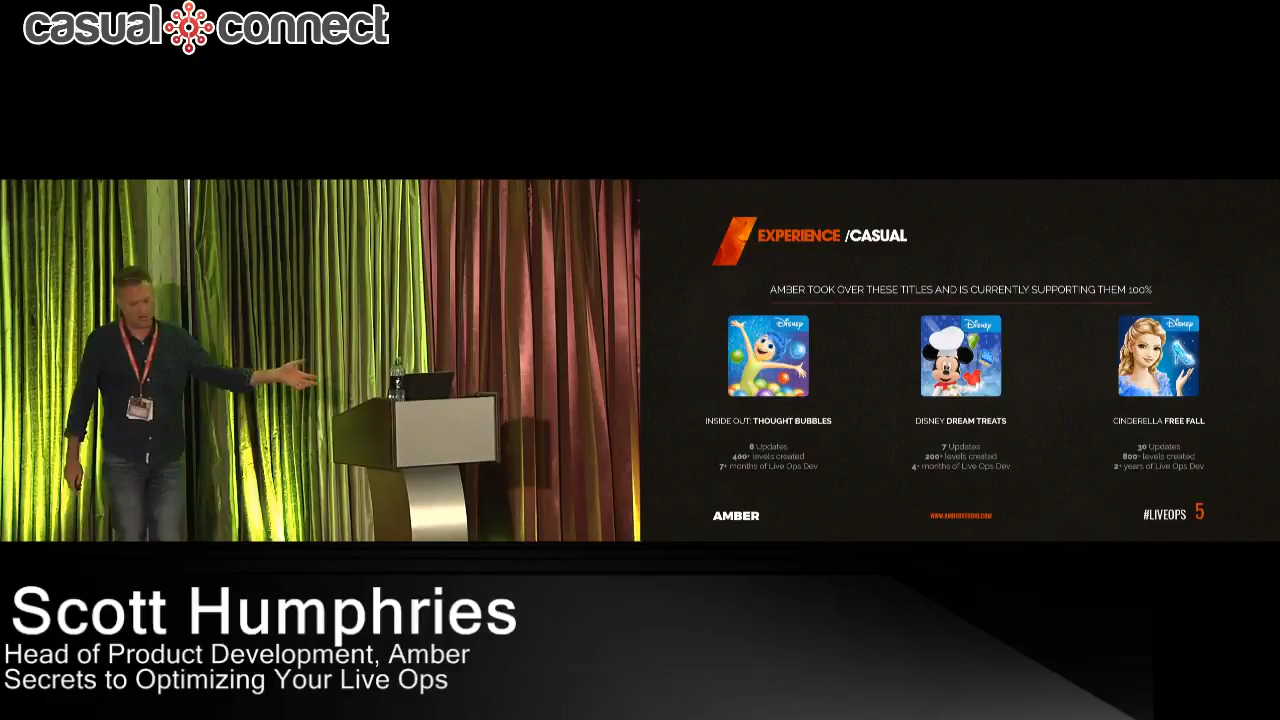 casual connect
EXPERIENCE /CASUAL
AMBER TOOK OVER THESE TITLES AND IS CURRENTLY SUPPORTING THEM 100%
Disney
Disney
Disney
INSIDE OUT: THOUGHT BUBBLES
8 Updates
400+ levels created
7+ months of Live Ops Dev
DISNEY DREAM TREATS
7 Updates
200+ levels created
4+ months of Live Ops Dev
CINDERELLA FREE FALL
30 Updates
800+ levels created
2+ years of Live Ops Dev
AMBER
WWW.AMBERSTUDIO.COM
#LIVEOPS 5
Scott Humphries
Head of Product Development, Amber
Secrets to Optimizing Your Live Ops